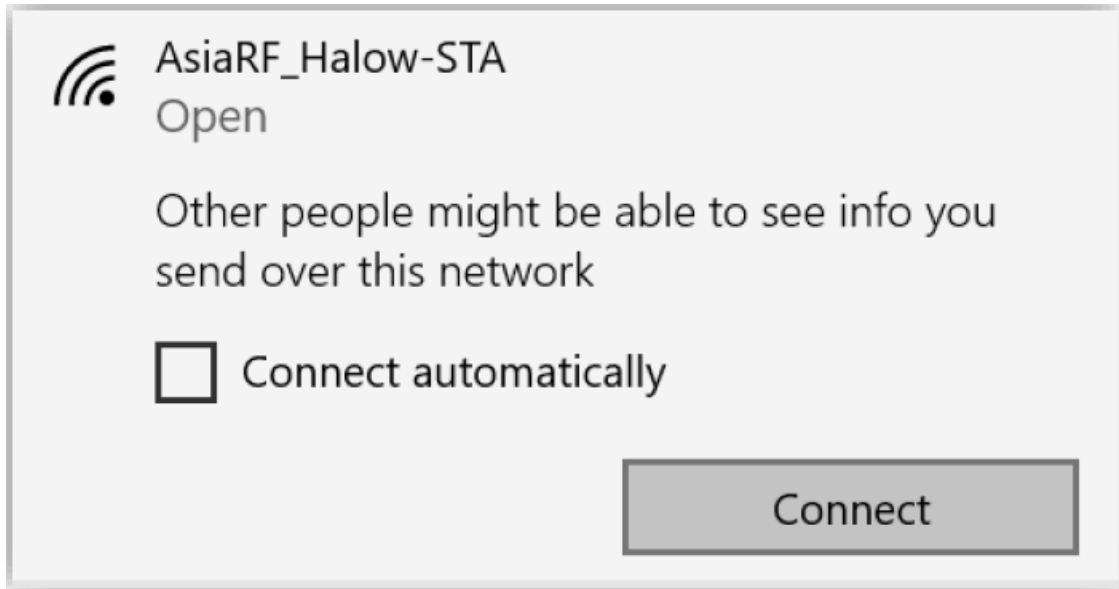 AsiaRF_Halow-STA
Open
Other people might be able to see info you
send over this network
Connect automatically
Connect